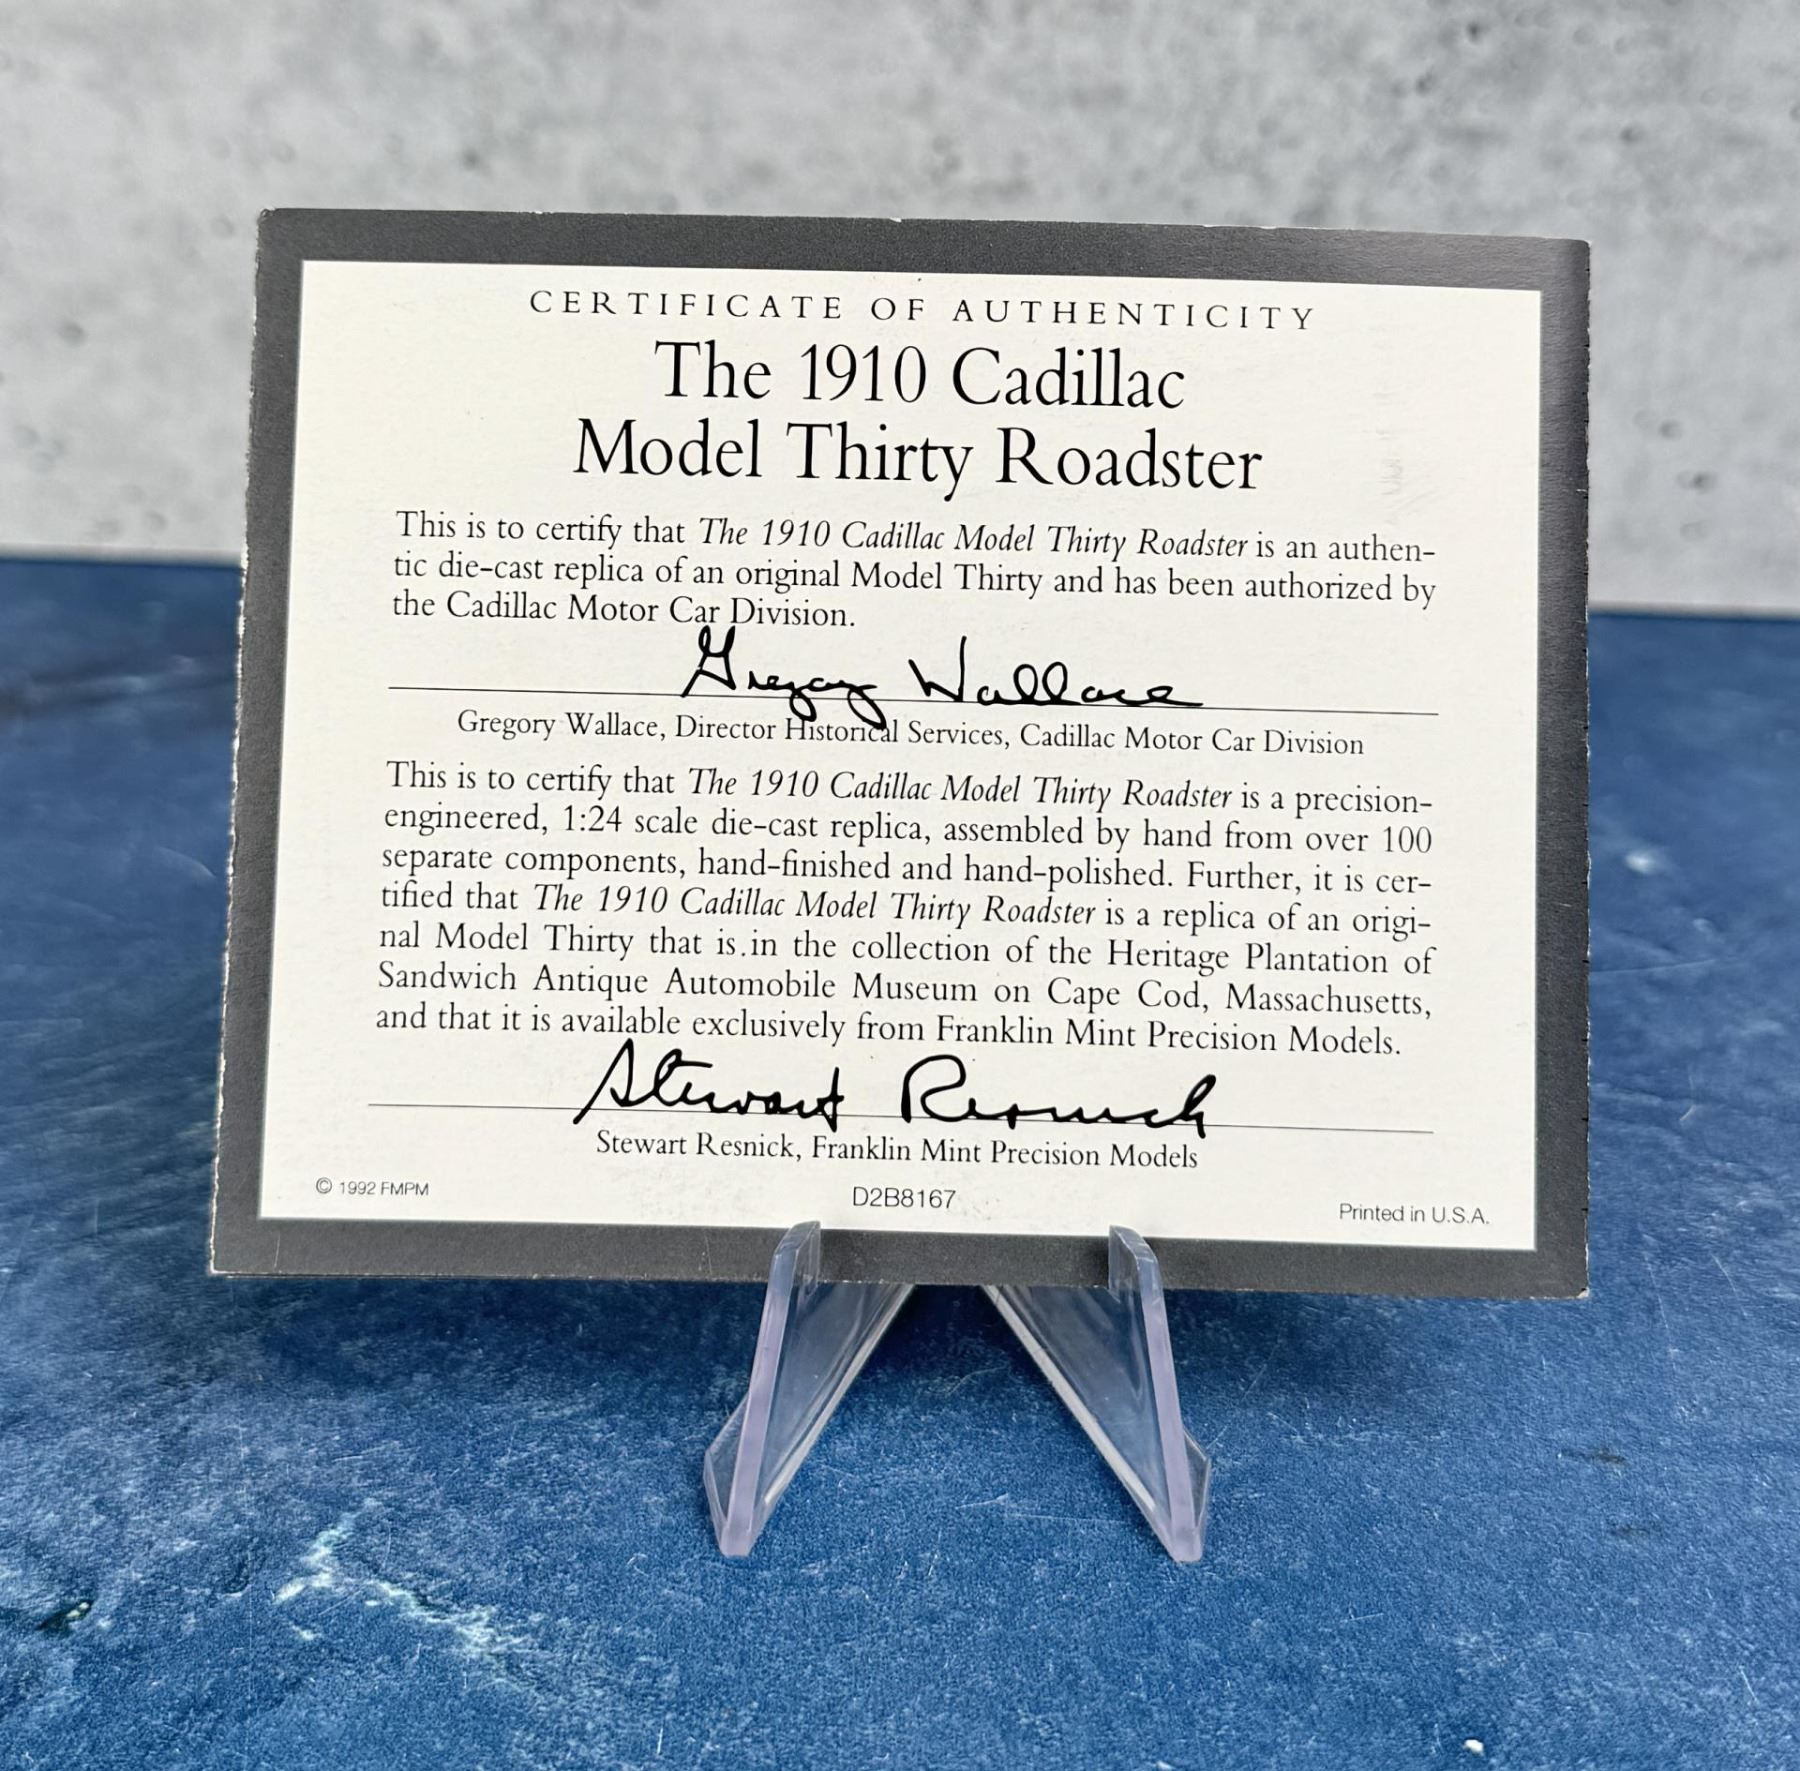 CERTIFICATE OF AUTHENTICITY
The 1910 Cadillac
Model Thirty Roadster
This is to certify that The 1910 Cadillac Model Thirty Roadster is an authen-
tic die-cast replica of an original Model Thirty and has been authorized by
the Cadillac Motor Car Division.
Gregory Wallace
Gregory Wallace, Director Historical Services, Cadillac Motor Car Division
This is to certify that The 1910 Cadillac Model Thirty Roadster is a precision-
engineered, 1:24 scale die-cast replica, assembled by hand from over 100
separate components, hand-finished and hand-polished. Further, it is cer-
tified that The 1910 Cadillac Model Thirty Roadster is a replica of an origi-
nal Model Thirty that is in the collection of the Heritage Plantation of
Sandwich Antique Automobile Museum on Cape Cod, Massachusetts,
and that it is available exclusively from Franklin Mint Precision Models.
Stewart Resnick
Stewart Resnick, Franklin Mint Precision Models
© 1992 FMPM D2B8167 Printed in U.S.A.